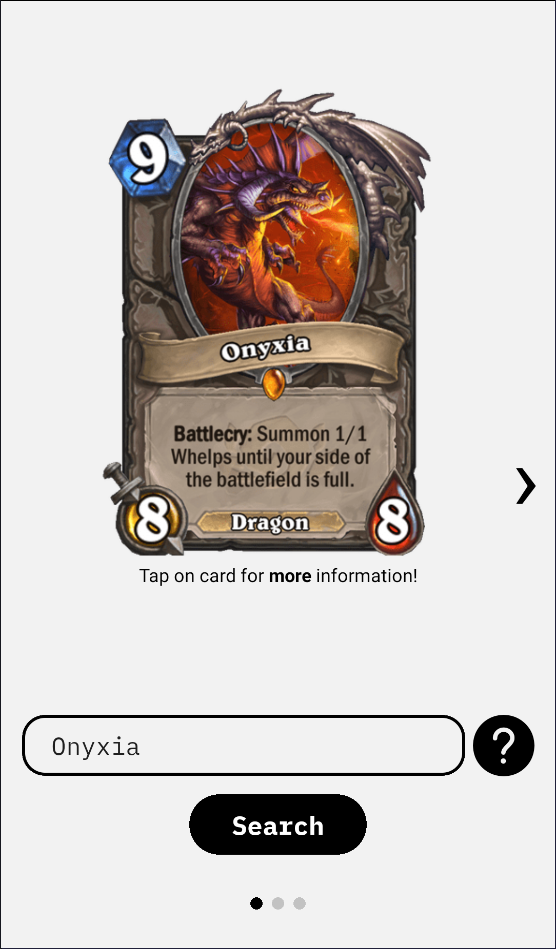 9
Onyxia
Battlecry: Summon 1/1
Whelps until your side of
the battlefield is full.
8
Dragon
8
Tap on card for more information!
❯
Onyxia
?
Search